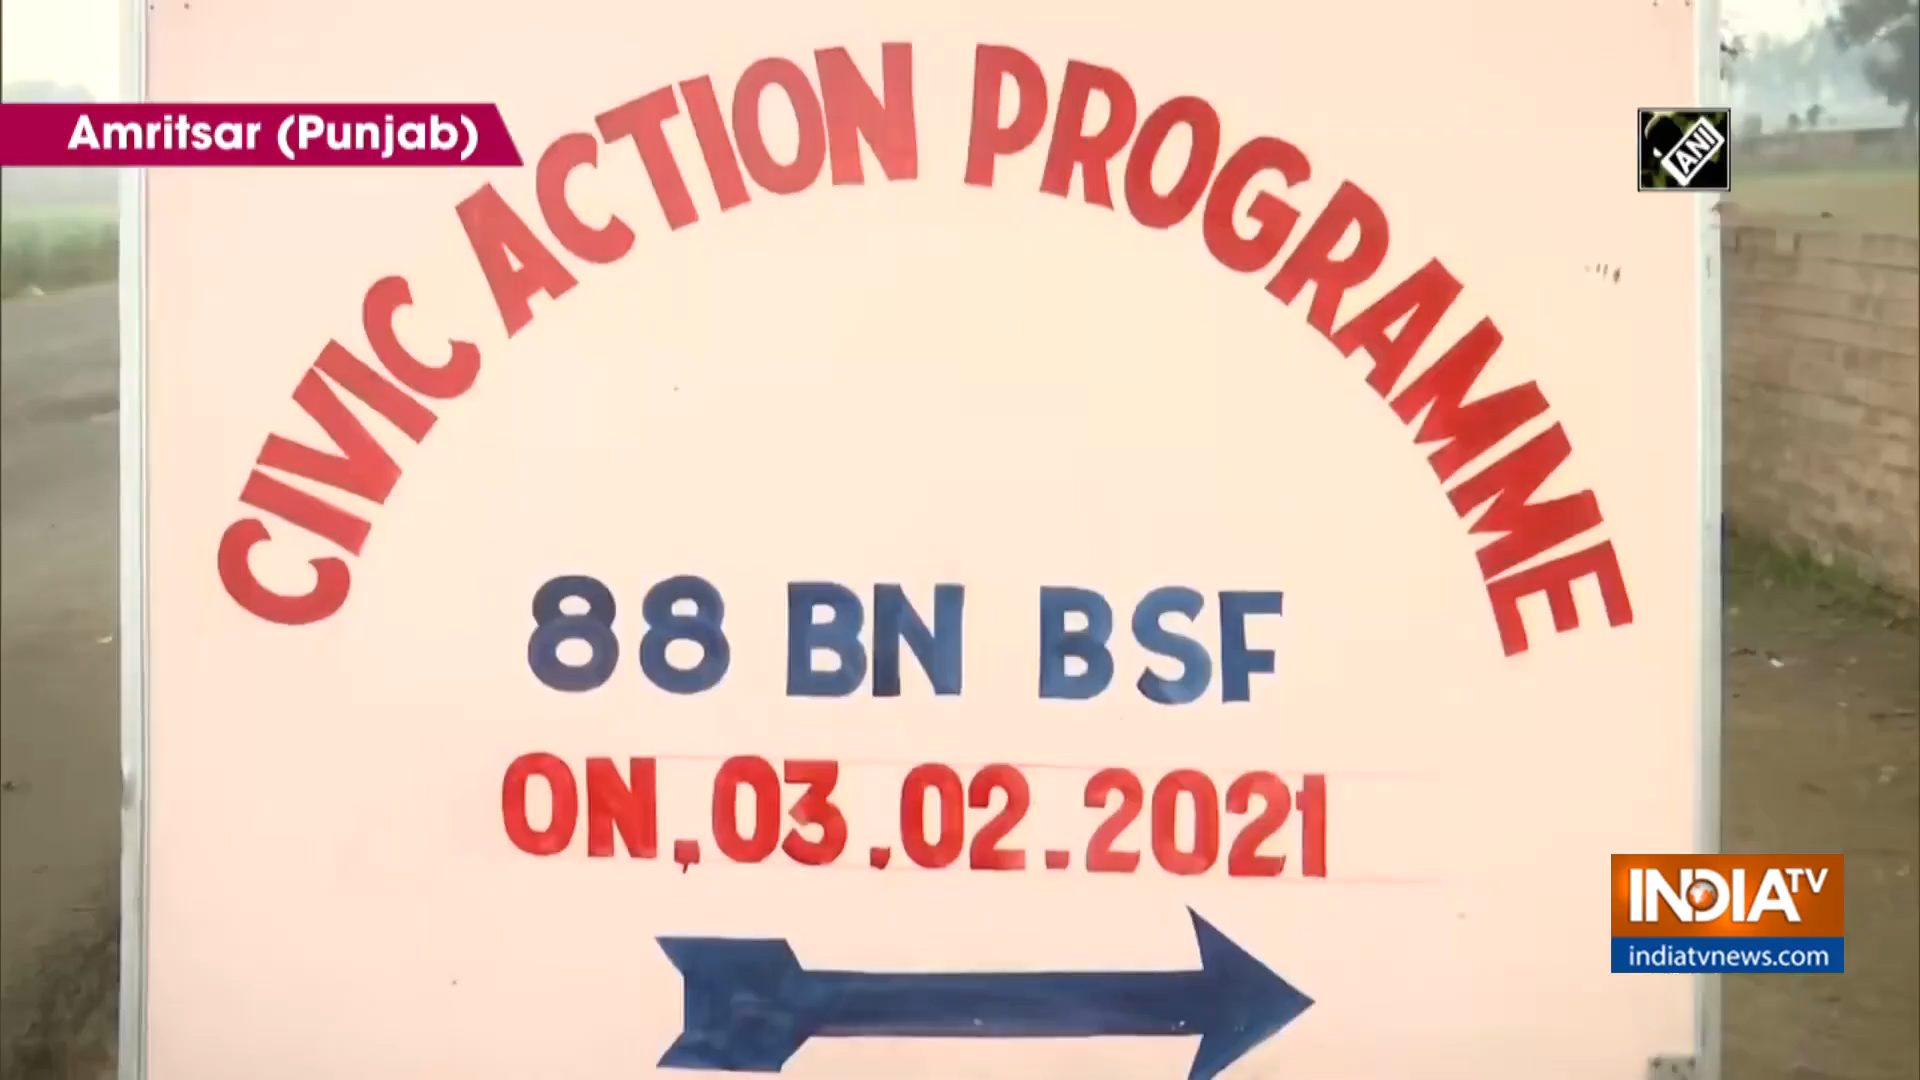 Amritsar (Punjab)
CIVIC ACTION PROGRAMME
ANI
88 BN BSF
ON,03.02.2021
INDIA TV
indiatvnews.com